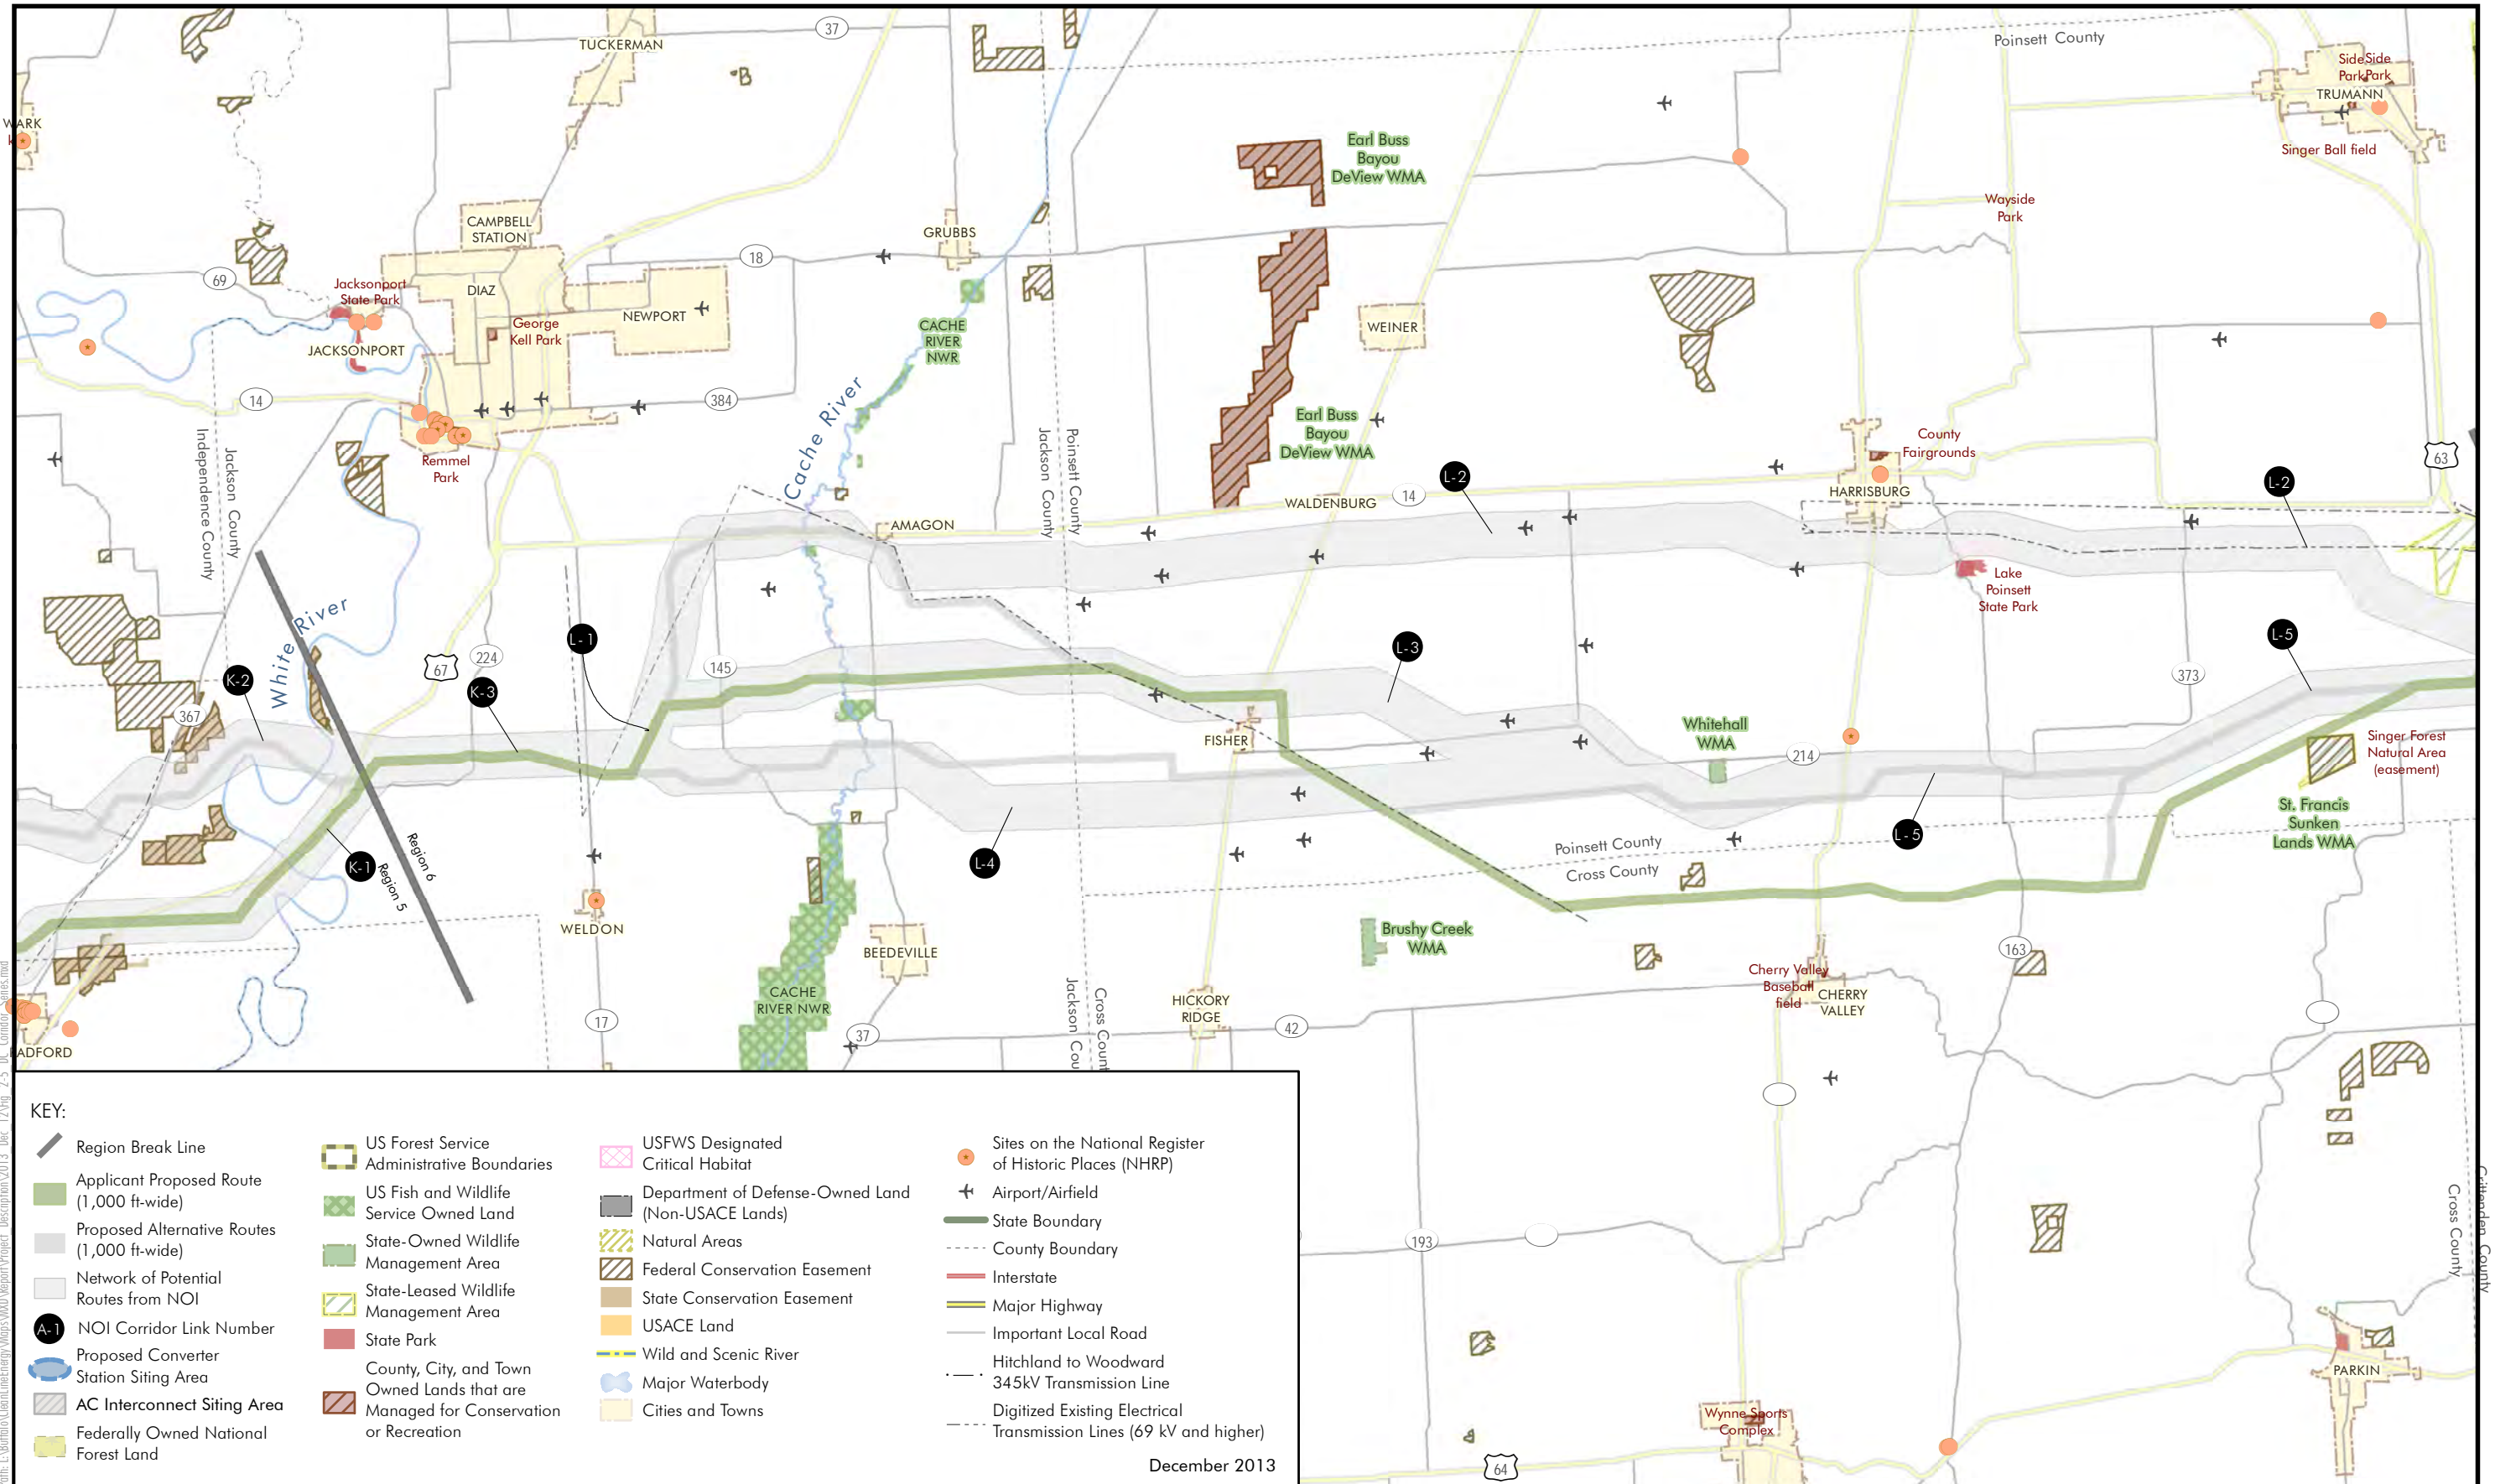 37
TUCKERMAN
Poinsett County
Side Side
Park Park
TRUMANN
Singer Ball field
WARK
Earl Buss
Bayou
DeView WMA
Wayside
Park
CAMPBELL
STATION
GRUBBS
18
69
Jacksonport
State Park
DIAZ
NEWPORT
George
Kell Park
JACKSONPORT
CACHE
RIVER
NWR
WEINER
14
384
Cache River
Earl Buss
Bayou
DeView WMA
Independence County
Jackson County
Jackson County
Poinsett County
Remmel
Park
County
Fairgrounds
63
L-2
L-2
14
WALDENBURG
HARRISBURG
AMAGON
Lake
Poinsett
State Park
White River
L-1
L-3
L-5
67
224
145
K-2
K-3
367
373
FISHER
Whitehall
WMA
214
Singer Forest
Natural Area
(easement)
St. Francis
Sunken
Lands WMA
K-1
Region 6
Region 5
L-4
L-5
Poinsett County
Cross County
WELDON
BEEDEVILLE
Brushy Creek
WMA
163
CACHE
RIVER NWR
HICKORY
RIDGE
Cherry Valley
Baseball
field
CHERRY
VALLEY
17
37
42
Jackson Cou
Cross Count
ADFORD
193
Cross County
Crittenden County
PARKIN
Wynne Sports
Complex
64
KEY:
Region Break Line
Applicant Proposed Route
(1,000 ft-wide)
Proposed Alternative Routes
(1,000 ft-wide)
Network of Potential
Routes from NOI
A-1 NOI Corridor Link Number
Proposed Converter
Station Siting Area
AC Interconnect Siting Area
Federally Owned National
Forest Land
US Forest Service
Administrative Boundaries
US Fish and Wildlife
Service Owned Land
State-Owned Wildlife
Management Area
State-Leased Wildlife
Management Area
State Park
County, City, and Town
Owned Lands that are
Managed for Conservation
or Recreation
USFWS Designated
Critical Habitat
Department of Defense-Owned Land
(Non-USACE Lands)
Natural Areas
Federal Conservation Easement
State Conservation Easement
USACE Land
Wild and Scenic River
Major Waterbody
Cities and Towns
Sites on the National Register
of Historic Places (NHRP)
Airport/Airfield
State Boundary
County Boundary
Interstate
Major Highway
Important Local Road
Hitchland to Woodward
345kV Transmission Line
Digitized Existing Electrical
Transmission Lines (69 kV and higher)
December 2013